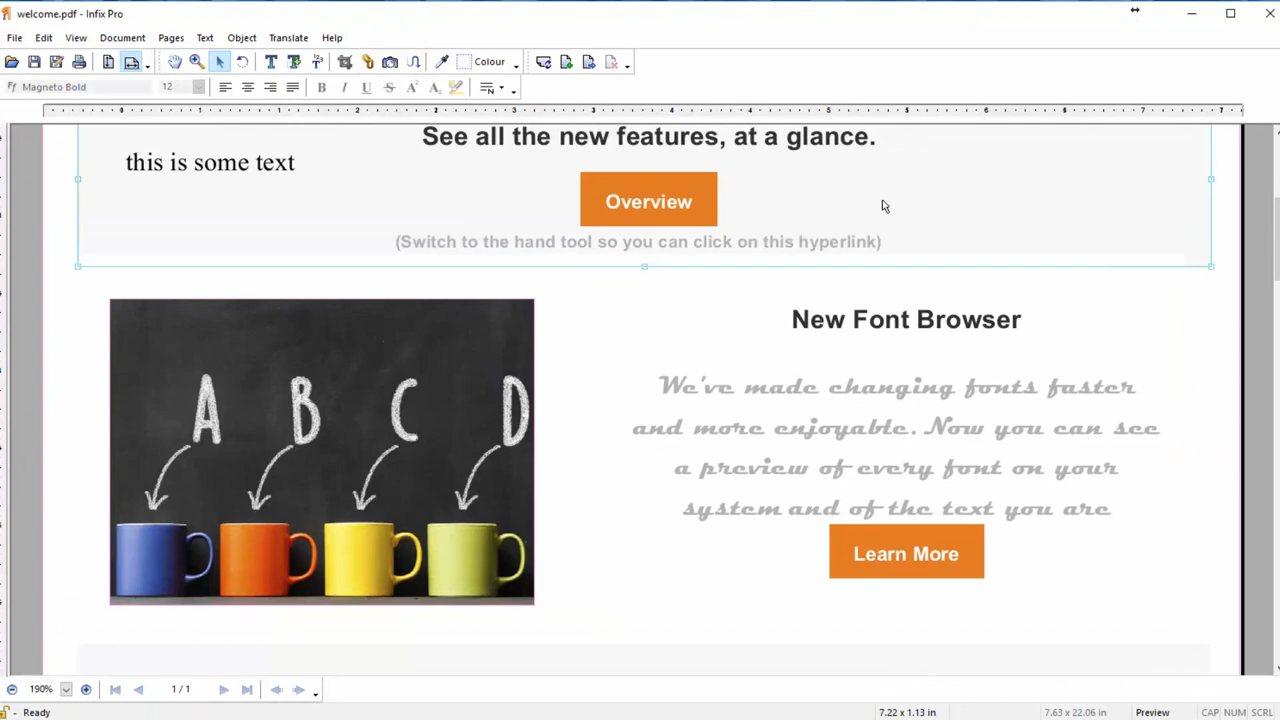 welcome.pdf - Infix Pro
File Edit View Document Pages Text Object Translate Help
Colour
Magneto Bold 12
See all the new features, at a glance.
this is some text
Overview
(Switch to the hand tool so you can click on this hyperlink)
A B C D
New Font Browser
We've made changing fonts faster
and more enjoyable. Now you can see
a preview of every font on your
system and of the text you are
Learn More
190% 1 / 1
Ready 7.22 x 1.13 in 7.63 x 22.06 in Preview CAP NUM SCRL